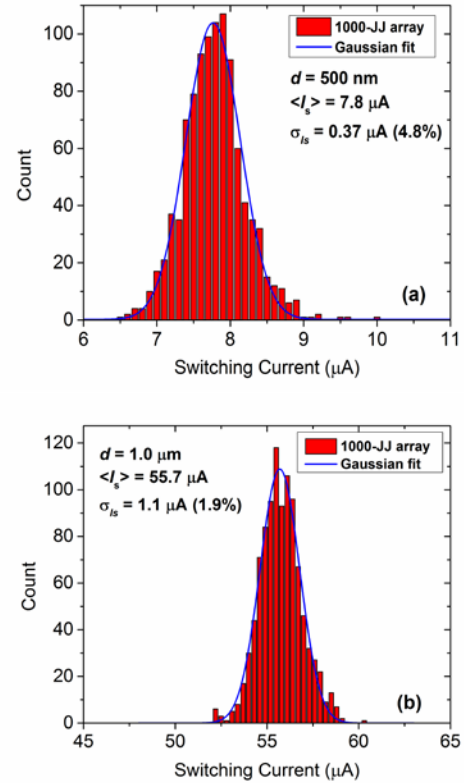 1000-JJ array
Gaussian fit
d = 500 nm
<Is> = 7.8 μA
σIs = 0.37 μA (4.8%)
Count
100
80
60
40
20
0
(a)
6 7 8 9 10 11
Switching Current (μA)
1000-JJ array
Gaussian fit
d = 1.0 μm
<Is> = 55.7 μA
σIs = 1.1 μA (1.9%)
Count
120
100
80
60
40
20
0
(b)
45 50 55 60 65
Switching Current (μA)